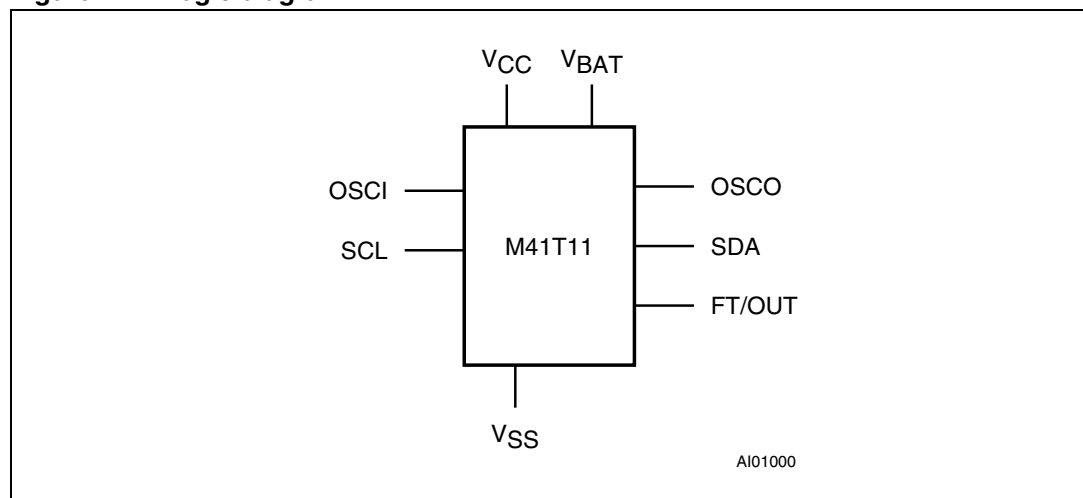 VCC VBAT
OSCI OSCO
SCL M41T11 SDA
FT/OUT
VSS
AI01000